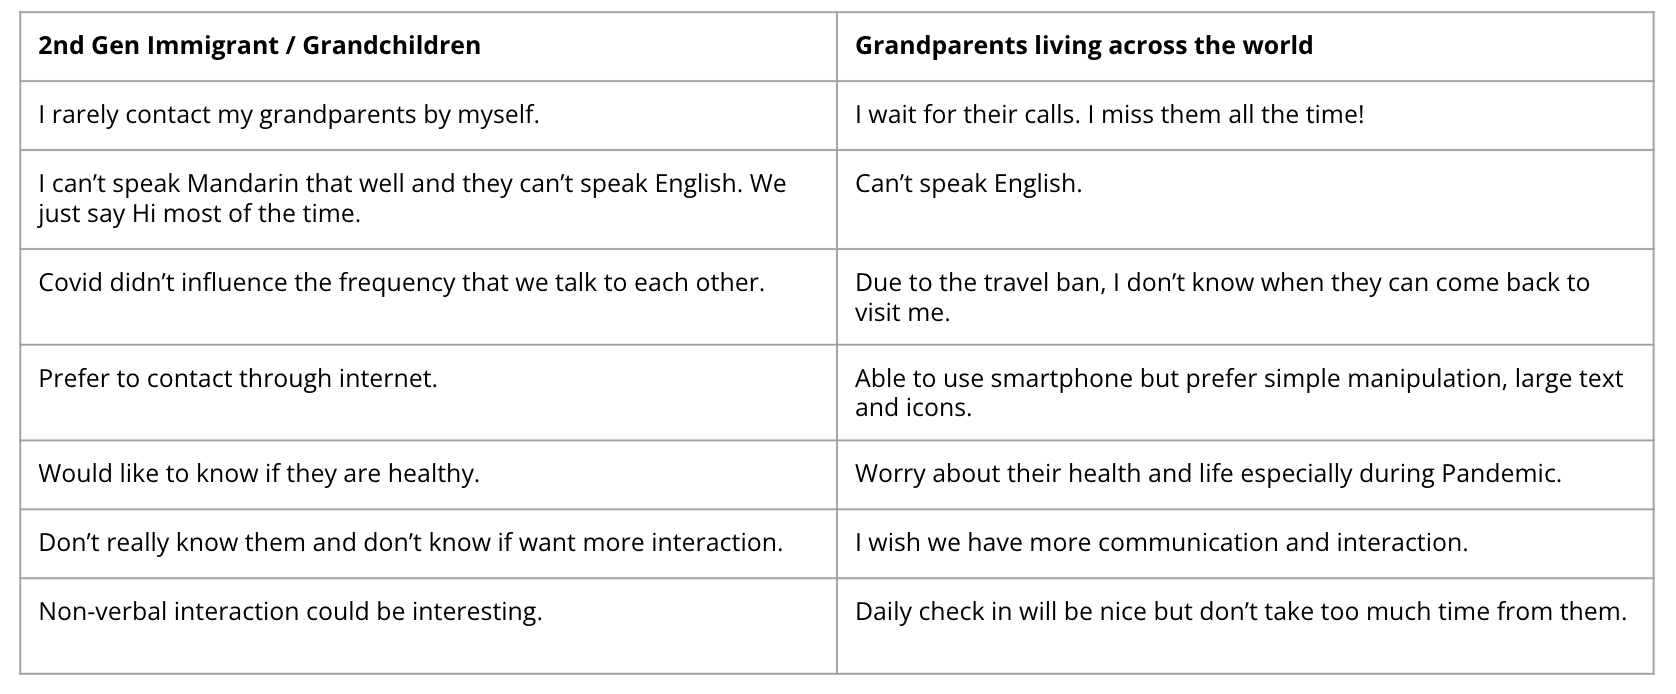 2nd Gen Immigrant / Grandchildren
Grandparents living across the world
I rarely contact my grandparents by myself.
I wait for their calls. I miss them all the time!
I can’t speak Mandarin that well and they can’t speak English. We
just say Hi most of the time.
Can’t speak English.
Covid didn’t influence the frequency that we talk to each other.
Due to the travel ban, I don’t know when they can come back to
visit me.
Prefer to contact through internet.
Able to use smartphone but prefer simple manipulation, large text
and icons.
Would like to know if they are healthy.
Worry about their health and life especially during Pandemic.
Don’t really know them and don’t know if want more interaction.
I wish we have more communication and interaction.
Non-verbal interaction could be interesting.
Daily check in will be nice but don’t take too much time from them.